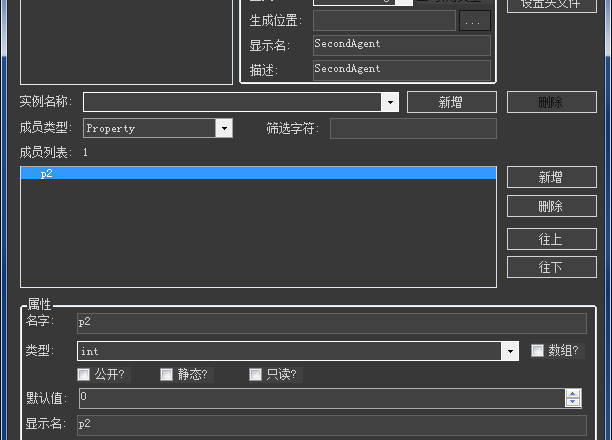 设置头文件
生成位置: ...
显示名: SecondAgent
描述: SecondAgent
实例名称: 新增 删除
成员类型: Property 筛选字符:
成员列表: 1
p2
新增
删除
往上
往下
属性
名字: p2
类型: int 数组?
公开? 静态? 只读?
默认值: 0
显示名: p2